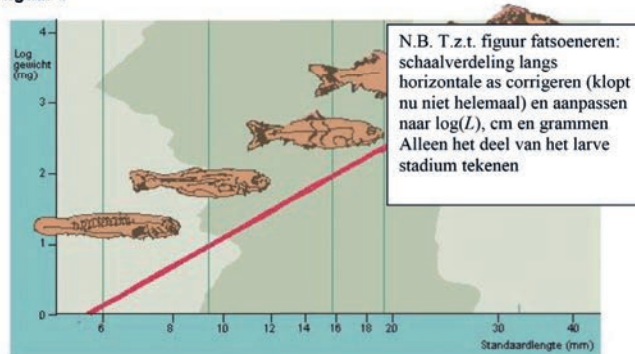 4
Log
gewicht
(mg)
3
2
1
0
6 8 10 12 14 16 18 20 30 40
Standaardlengte (mm)
N.B. T.z.t. figuur fatsoeneren:
schaalverdeling langs
horizontale as corrigeren (klopt
nu niet helemaal) en aanpassen
naar log(L), cm en grammen
Alleen het deel van het larve
stadium tekenen